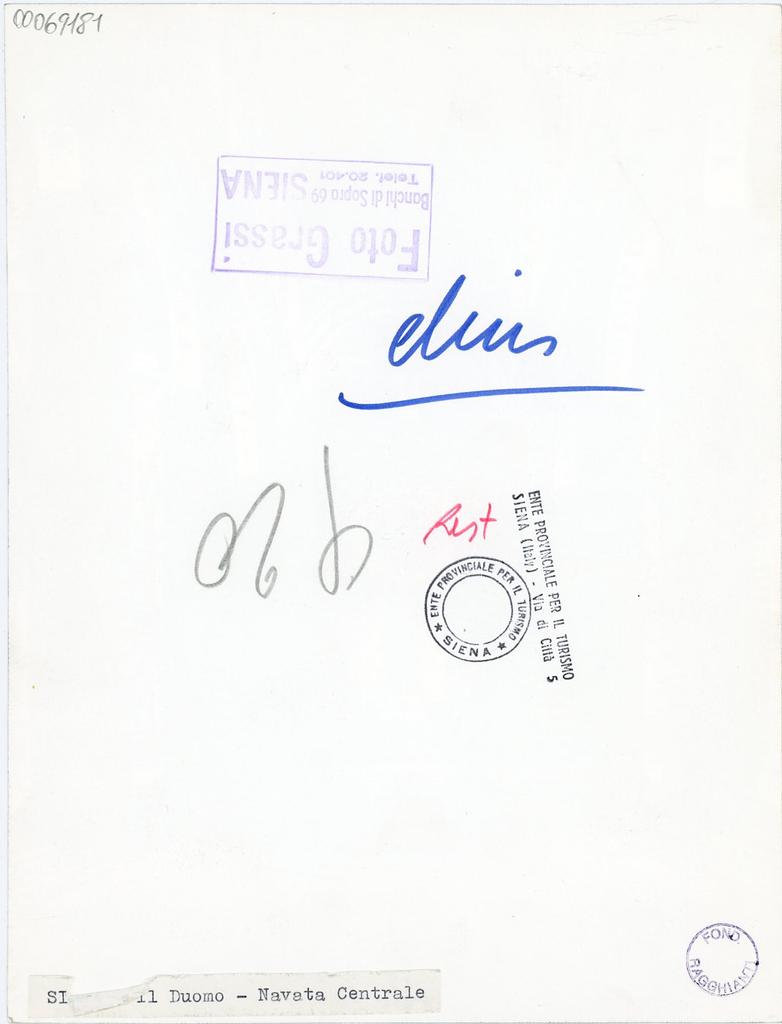 00069181
Foto Grassi
Banchi di Sopra 69 SIENA
Telef. 20.401
Rest
ENTE PROVINCIALE PER IL TURISMO
SIENA (Italy) - Via di Città 5
ENTE PROVINCIALE PER IL TURISMO
★ SIENA ★
FOND.
RAGGHIANTI
SI il Duomo - Navata Centrale